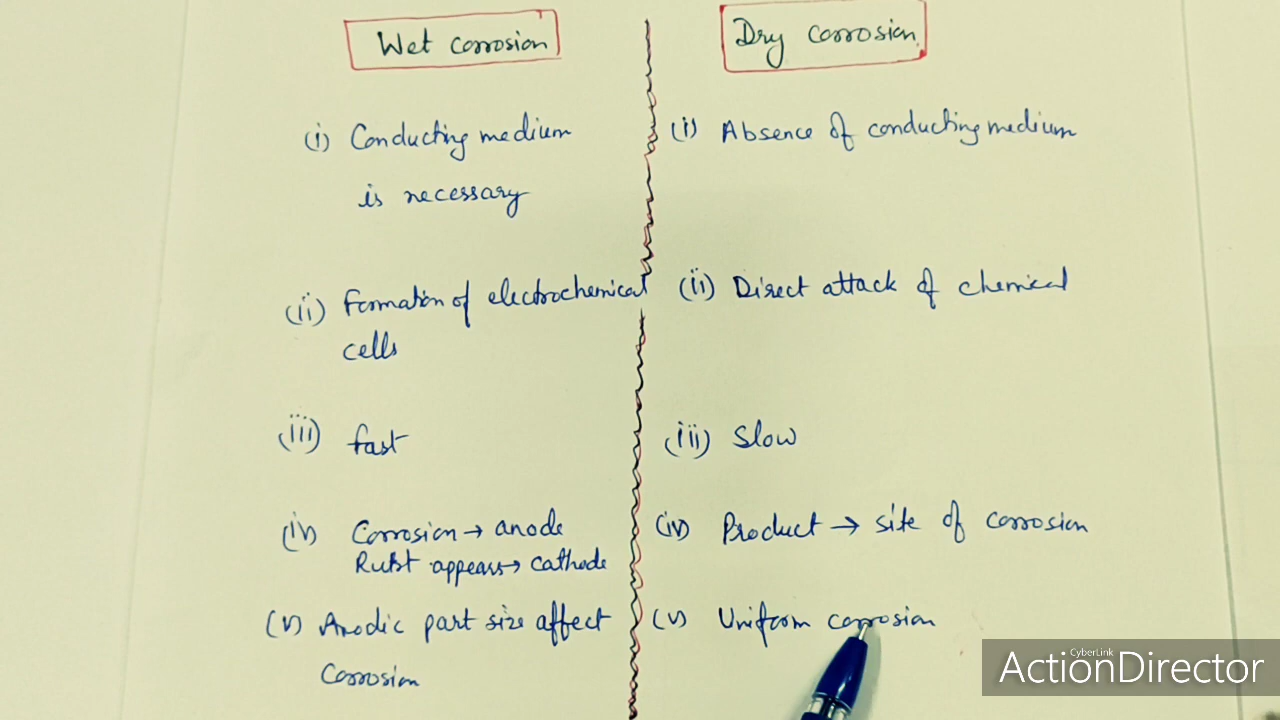 Wet corrosion
(i) Conducting medium
is necessary
(ii) Formation of electrochemical
cells
(iii) fast
(iv) Corrosion → anode
Rust appears → cathode
(v) Anodic part size affect
Corrosion
Dry corrosion
(i) Absence of conducting medium
(ii) Direct attack of chemical
(iii) Slow
(iv) Product → site of corrosion
(v) Uniform corrosion
CyberLink
ActionDirector